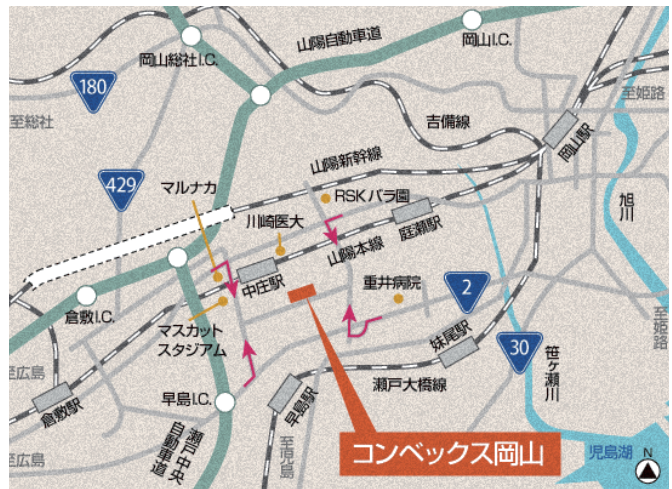 岡山総社I.C.
山陽自動車道
岡山I.C.
180
至総社
至姫路
吉備線
岡山駅
山陽新幹線
429
マルナカ
RSKバラ園
旭川
川崎医大
庭瀬駅
山陽本線
中庄駅
重井病院
2
倉敷I.C.
マスカット
スタジアム
至姫路
30
妹尾駅
笹ヶ瀬川
至広島
瀬戸大橋線
倉敷駅
早島I.C.
早島駅
瀬戸中央
自動車道
至児島
至広島
コンベックス岡山
児島湖
N